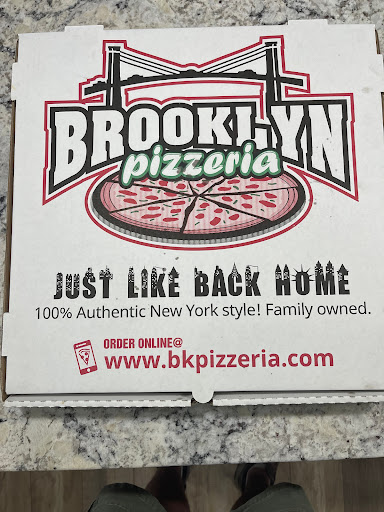 BROOKLYN
pizzeria
JUST LIKE BACK HOME
100% Authentic New York style! Family owned.
ORDER ONLINE@
www.bkpizzeria.com